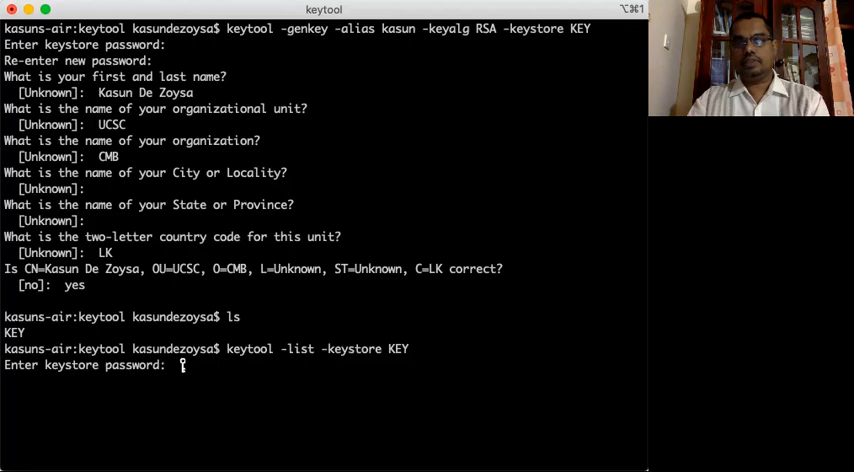 keytool
⌥⌘1
kasuns-air:keytool kasundezoysa$ keytool -genkey -alias kasun -keyalg RSA -keystore KEY
Enter keystore password:
Re-enter new password:
What is your first and last name?
[Unknown]: Kasun De Zoysa
What is the name of your organizational unit?
[Unknown]: UCSC
What is the name of your organization?
[Unknown]: CMB
What is the name of your City or Locality?
[Unknown]:
What is the name of your State or Province?
[Unknown]:
What is the two-letter country code for this unit?
[Unknown]: LK
Is CN=Kasun De Zoysa, OU=UCSC, O=CMB, L=Unknown, ST=Unknown, C=LK correct?
[no]: yes
kasuns-air:keytool kasundezoysa$ ls
KEY
kasuns-air:keytool kasundezoysa$ keytool -list -keystore KEY
Enter keystore password: